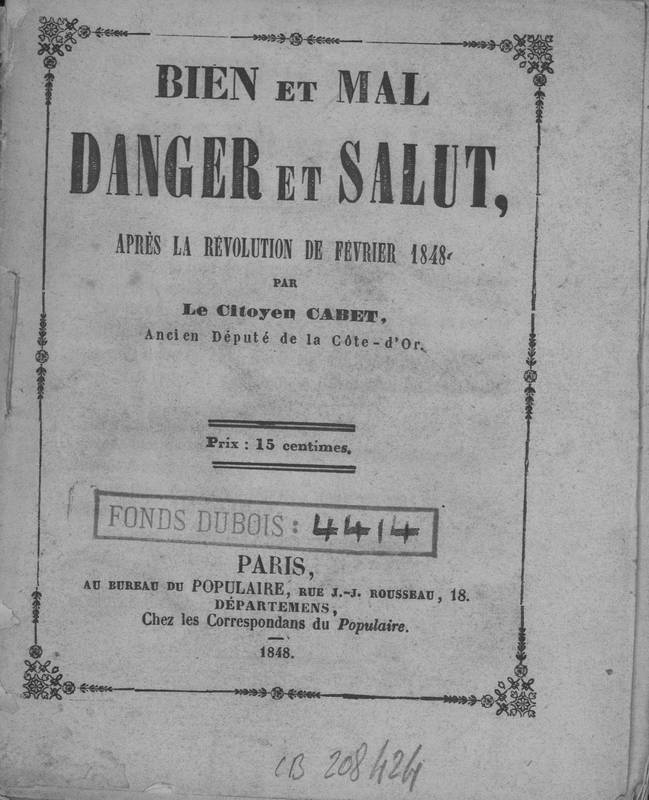 BIEN ET MAL
DANGER ET SALUT,
APRÈS LA RÉVOLUTION DE FÉVRIER 1848.
PAR
Le Citoyen CABET,
Ancien Député de la Côte-d'Or.
Prix : 15 centimes.
FONDS DUBOIS : 4414
PARIS,
AU BUREAU DU POPULAIRE, RUE J.-J. ROUSSEAU, 18.
DÉPARTEMENS,
Chez les Correspondans du Populaire.
1848.
CB 208424